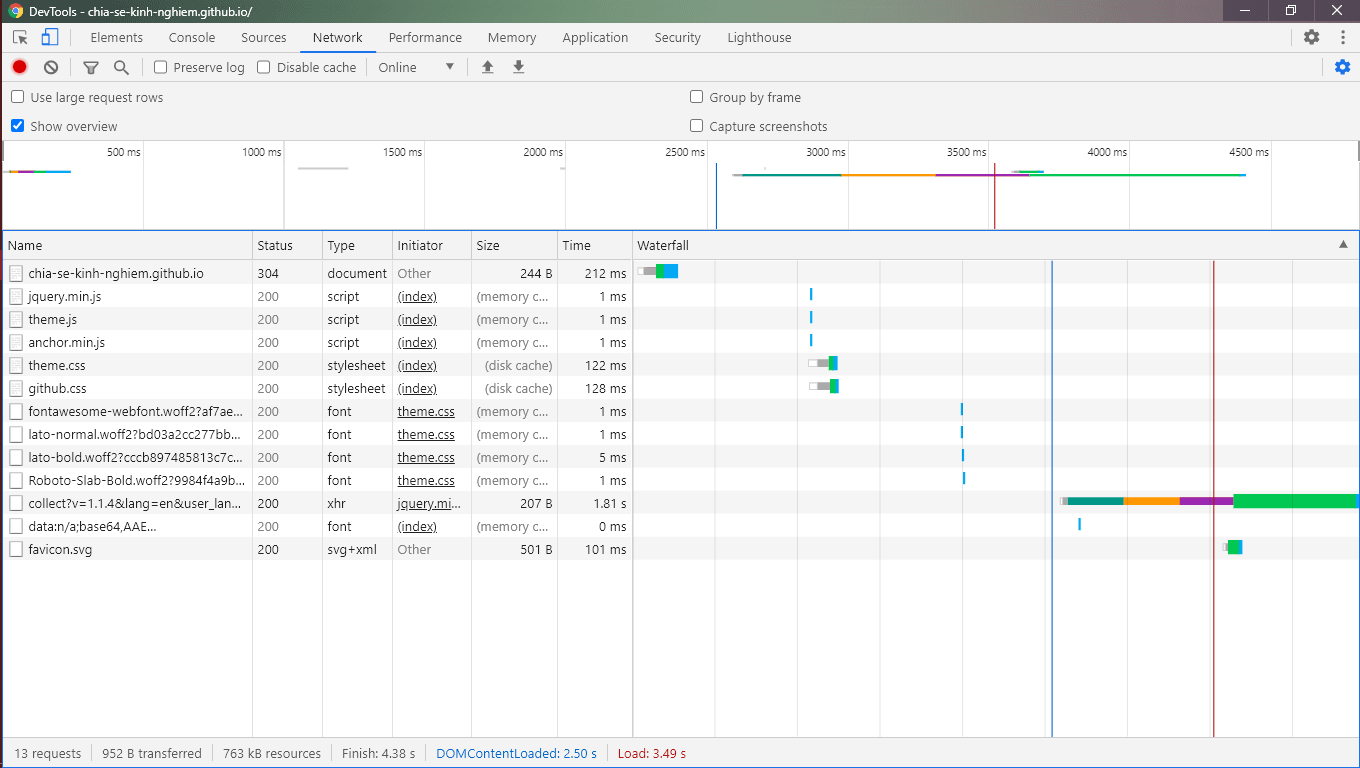 DevTools - chia-se-kinh-nghiem.github.io/
Elements Console Sources Network Performance Memory Application Security Lighthouse
Preserve log Disable cache Online
Use large request rows Group by frame
Show overview Capture screenshots
500 ms 1000 ms 1500 ms 2000 ms 2500 ms 3000 ms 3500 ms 4000 ms 4500 ms
Name Status Type Initiator Size Time Waterfall
chia-se-kinh-nghiem.github.io 304 document Other 244 B 212 ms
jquery.min.js 200 script (index) (memory c... 1 ms
theme.js 200 script (index) (memory c... 1 ms
anchor.min.js 200 script (index) (memory c... 1 ms
theme.css 200 stylesheet (index) (disk cache) 122 ms
github.css 200 stylesheet (index) (disk cache) 128 ms
fontawesome-webfont.woff2?af7ae... 200 font theme.css (memory c... 1 ms
lato-normal.woff2?bd03a2cc277bb... 200 font theme.css (memory c... 1 ms
lato-bold.woff2?cccb897485813c7c... 200 font theme.css (memory c... 5 ms
Roboto-Slab-Bold.woff2?9984f4a9b... 200 font theme.css (memory c... 1 ms
collect?v=1.1.4&lang=en&user_lan... 200 xhr jquery.mi... 207 B 1.81 s
data:n/a;base64,AAE... 200 font (index) (memory c... 0 ms
favicon.svg 200 svg+xml Other 501 B 101 ms
13 requests 952 B transferred 763 kB resources Finish: 4.38 s DOMContentLoaded: 2.50 s Load: 3.49 s